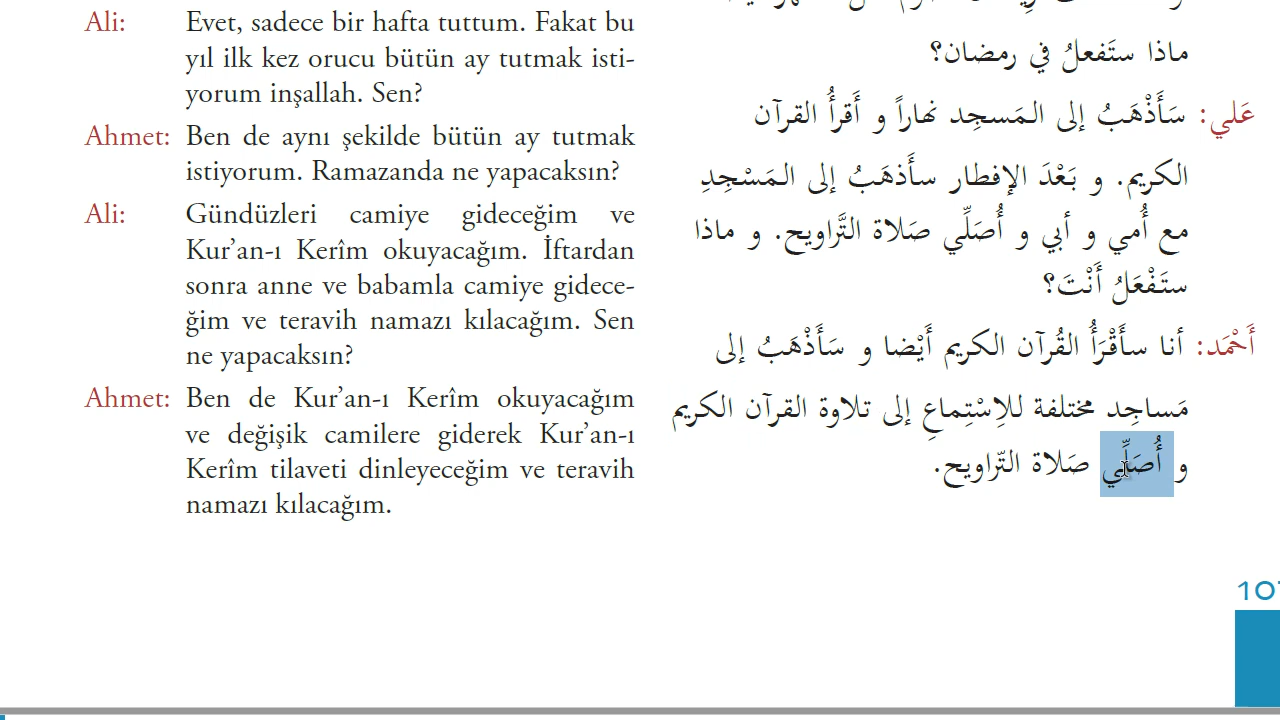 Ali: Evet, sadece bir hafta tuttum. Fakat bu
yıl ilk kez orucu bütün ay tutmak isti-
yorum inşallah. Sen?
Ahmet: Ben de aynı şekilde bütün ay tutmak
istiyorum. Ramazanda ne yapacaksın?
Ali: Gündüzleri camiye gideceğim ve
Kur’an-ı Kerîm okuyacağım. İftardan
sonra anne ve babamla camiye gidece-
ğim ve teravih namazı kılacağım. Sen
ne yapacaksın?
Ahmet: Ben de Kur’an-ı Kerîm okuyacağım
ve değişik camilere giderek Kur’an-ı
Kerîm tilaveti dinleyeceğim ve teravih
namazı kılacağım.
ماذا ستَفعلُ في رمضان؟
عَلي: سَأَذْهَبُ إلى المَسجِد نهاراً و أَقرأُ القرآن
الكريم. و بَعْدَ الإفطار سأَذهَبُ إلى المَسْجِدِ
مع أُمي و أبي و أُصَلِّي صَلاة التَّراويح. و ماذا
ستَفْعَلُ أَنْتَ؟
أَحْمَد: أنا سأَقْرَأُ القُرآن الكريم أَيْضا و سَأَذْهَبُ إلى
مَساجِد مختلفة للاِسْتِماعِ إلى تلاوة القرآن الكريم
و أُصَلِّي صَلاة التّراويح.